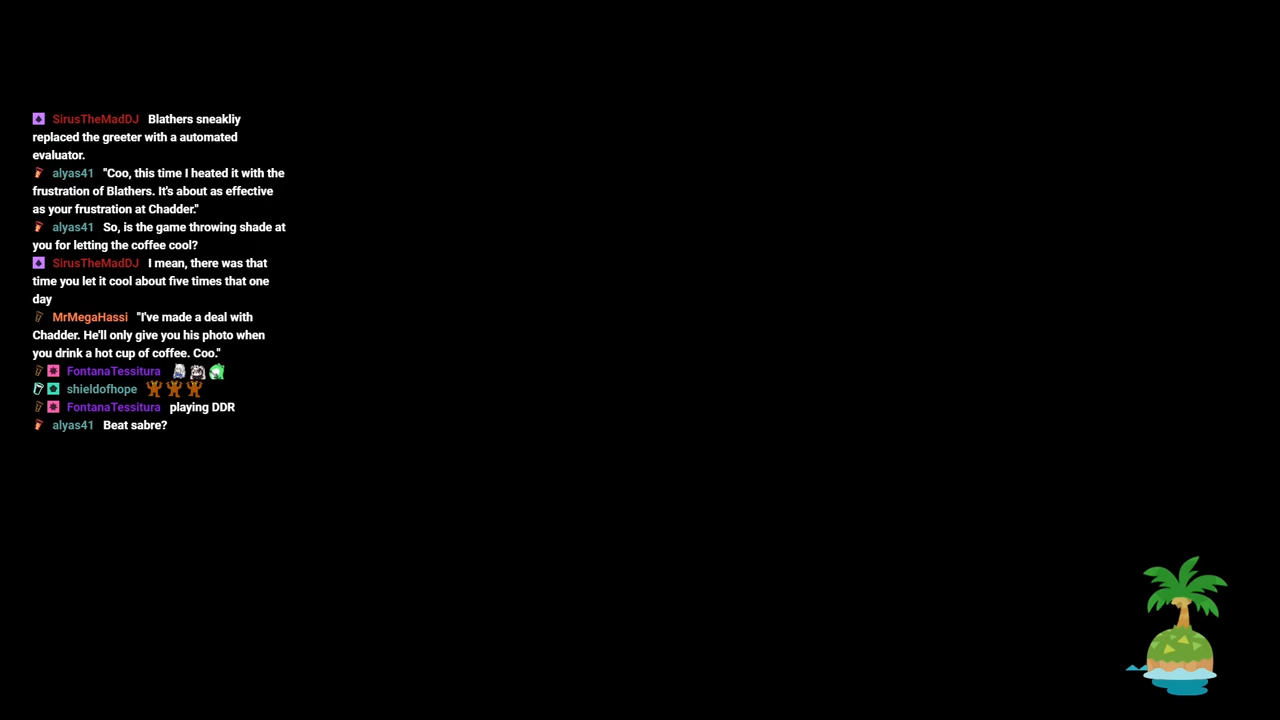 SirusTheMadDJ Blathers sneakliy
replaced the greeter with a automated
evaluator.
alyas41 "Coo, this time I heated it with the
frustration of Blathers. It's about as effective
as your frustration at Chadder."
alyas41 So, is the game throwing shade at
you for letting the coffee cool?
SirusTheMadDJ I mean, there was that
time you let it cool about five times that one
day
MrMegaHassi "I've made a deal with
Chadder. He'll only give you his photo when
you drink a hot cup of coffee. Coo."
FontanaTessitura
shieldofhope
FontanaTessitura playing DDR
alyas41 Beat sabre?